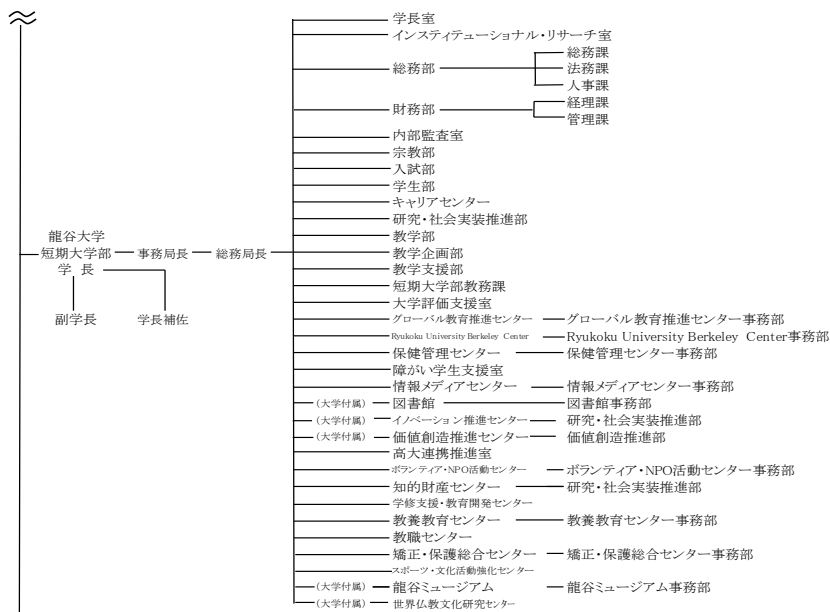 学長室
インスティテューショナル・リサーチ室
総務課
総務部 法務課
人事課
経理課
財務部
管理課
内部監査室
宗教部
入試部
学生部
キャリアセンター
研究・社会実装推進部
龍谷大学 教学部
短期大学部 事務局長 総務局長 教学企画部
学 長 教学支援部
短期大学部教務課
大学評価支援室
副学長 学長補佐 グローバル教育推進センター グローバル教育推進センター事務部
Ryukoku University Berkeley Center Ryukoku University Berkeley Center事務部
保健管理センター 保健管理センター事務部
障がい学生支援室
情報メディアセンター 情報メディアセンター事務部
(大学付属) 図書館 図書館事務部
(大学付属) イノベーション推進センター 研究・社会実装推進部
(大学付属) 価値創造推進センター 価値創造推進部
高大連携推進室
ボランティア・NPO活動センター ボランティア・NPO活動センター事務部
知的財産センター 研究・社会実装推進部
学修支援・教育開発センター
教養教育センター 教養教育センター事務部
教職センター
矯正・保護総合センター 矯正・保護総合センター事務部
スポーツ・文化活動強化センター
(大学付属) 龍谷ミュージアム 龍谷ミュージアム事務部
(大学付属) 世界仏教文化研究センター